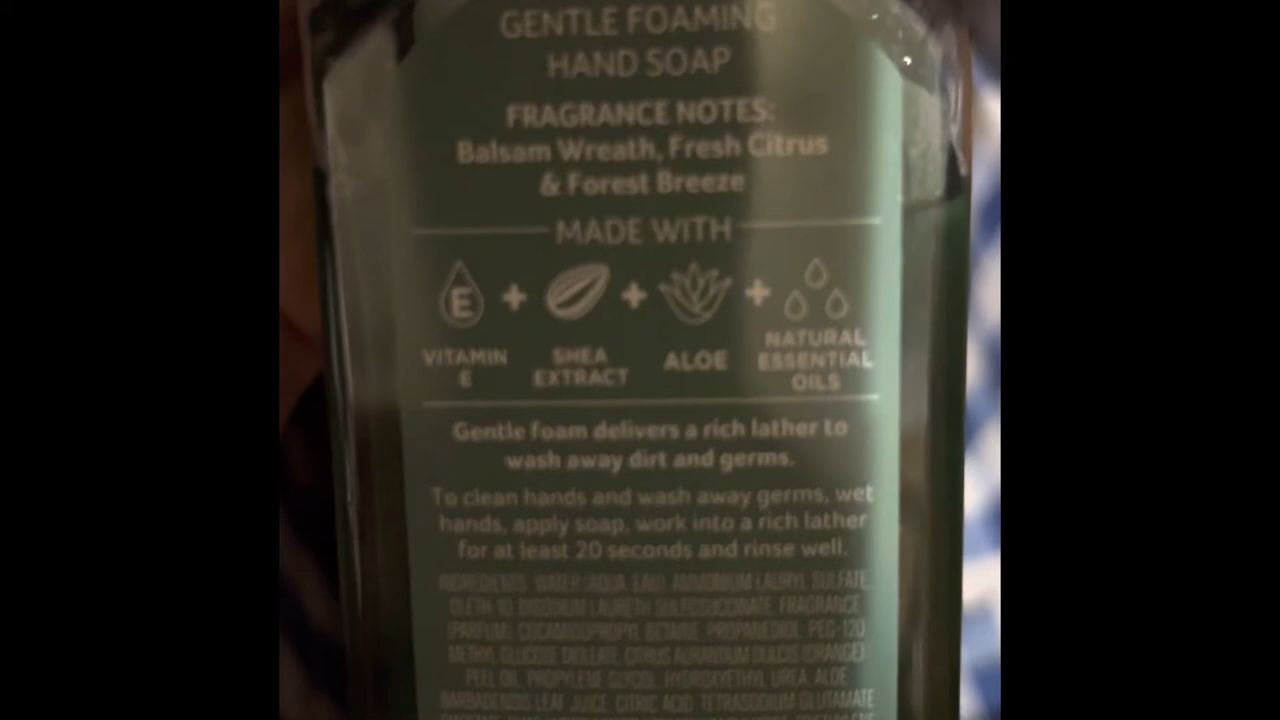 GENTLE FOAMING
HAND SOAP
FRAGRANCE NOTES:
Balsam Wreath, Fresh Citrus
& Forest Breeze
MADE WITH
E + + +
VITAMIN E
SHEA EXTRACT
ALOE
NATURAL ESSENTIAL OILS
Gentle foam delivers a rich lather to
wash away dirt and germs.
To clean hands and wash away germs, wet
hands, apply soap, work into a rich lather
for at least 20 seconds and rinse well.
INGREDIENTS: WATER (AQUA, EAU), AMMONIUM LAURYL SULFATE,
OLETH-10, DISODIUM LAURETH SULFOSUCCINATE, FRAGRANCE
(PARFUM), COCAMIDOPROPYL BETAINE, PROPANEDIOL, PEG-120
METHYL GLUCOSE DIOLEATE, CITRUS AURANTIUM DULCIS (ORANGE)
PEEL OIL, PROPYLENE GLYCOL, HYDROXYETHYL UREA, ALOE
BARBADENSIS LEAF JUICE, CITRIC ACID, TETRASODIUM GLUTAMATE